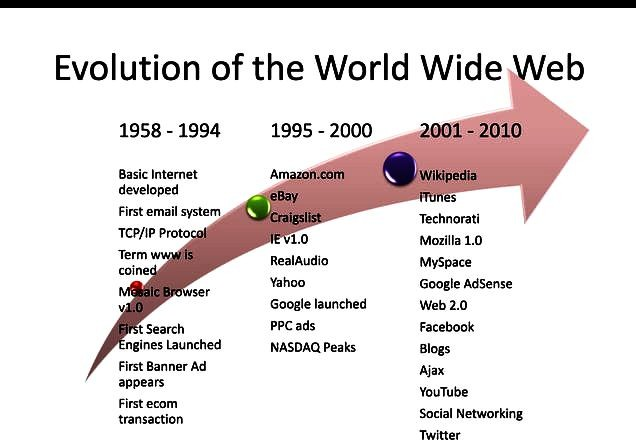 Evolution of the World Wide Web
1958 - 1994
Basic Internet
developed
First email system
TCP/IP Protocol
Term www is
coined
Mosaic Browser
v1.0
First Search
Engines Launched
First Banner Ad
appears
First ecom
transaction
1995 - 2000
Amazon.com
eBay
Craigslist
IE v1.0
RealAudio
Yahoo
Google launched
PPC ads
NASDAQ Peaks
2001 - 2010
Wikipedia
iTunes
Technorati
Mozilla 1.0
MySpace
Google AdSense
Web 2.0
Facebook
Blogs
Ajax
YouTube
Social Networking
Twitter